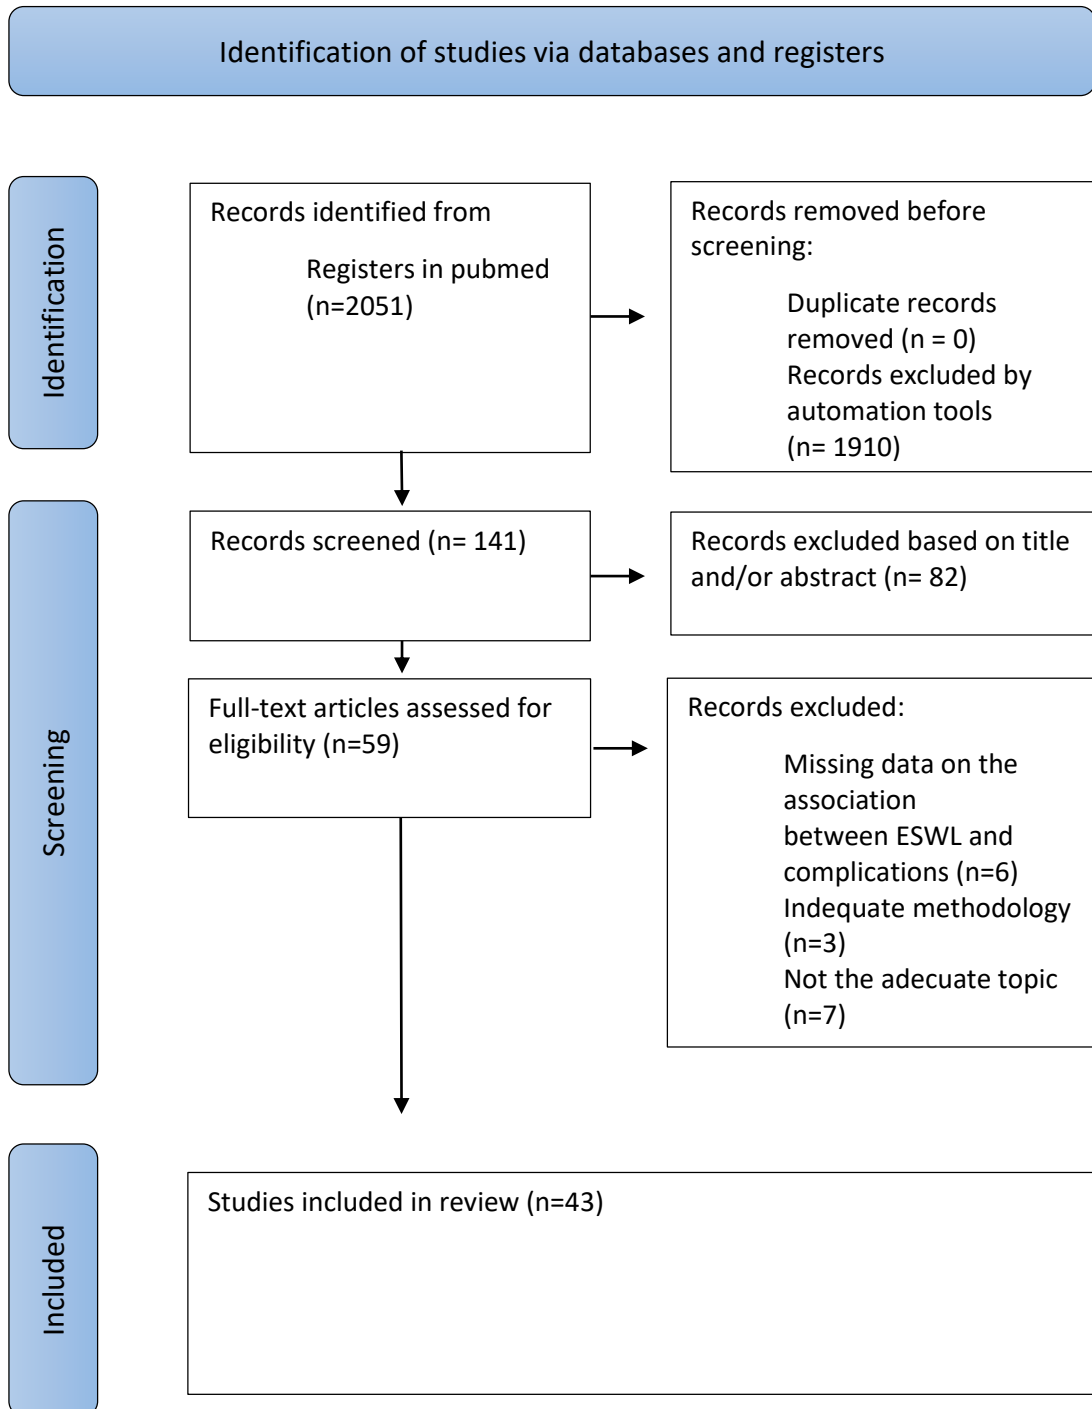 Identification of studies via databases and registers
Identification
Records identified from
Registers in pubmed
(n=2051)
Records removed before
screening:
Duplicate records
removed (n = 0)
Records excluded by
automation tools
(n= 1910)
Screening
Records screened (n= 141)
Records excluded based on title
and/or abstract (n= 82)
Full-text articles assessed for
eligibility (n=59)
Records excluded:
Missing data on the
association
between ESWL and
complications (n=6)
Indequate methodology
(n=3)
Not the adecuate topic
(n=7)
Included
Studies included in review (n=43)